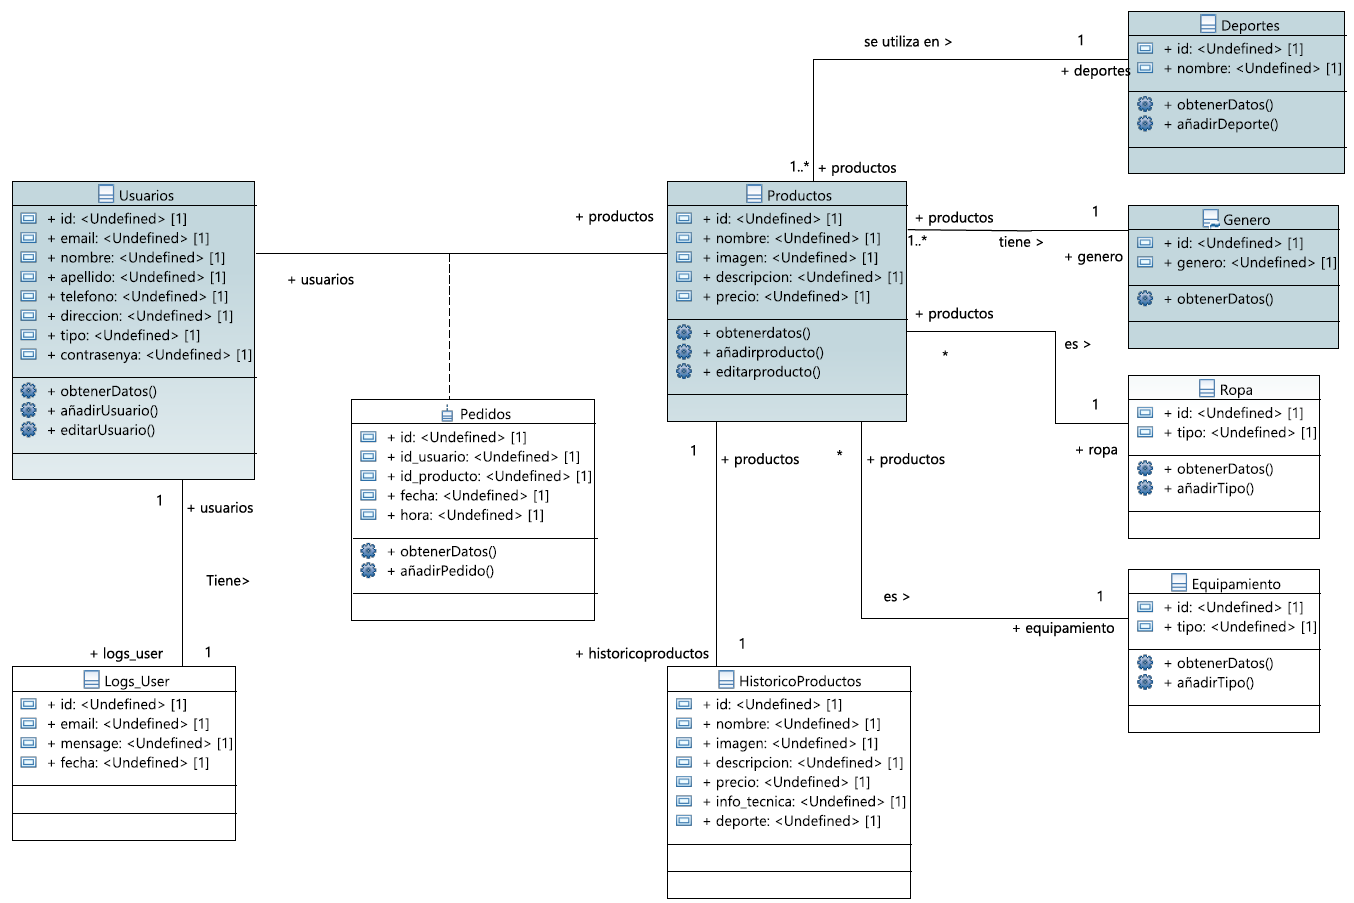 Deportes
+ id: <Undefined> [1]
+ nombre: <Undefined> [1]
+ obtenerDatos()
+ añadirDeporte()
se utiliza en >
1
+ deportes
1..*
+ productos
Usuarios
+ id: <Undefined> [1]
+ email: <Undefined> [1]
+ nombre: <Undefined> [1]
+ apellido: <Undefined> [1]
+ telefono: <Undefined> [1]
+ direccion: <Undefined> [1]
+ tipo: <Undefined> [1]
+ contrasenya: <Undefined> [1]
+ obtenerDatos()
+ añadirUsuario()
+ editarUsuario()
+ productos
+ usuarios
Productos
+ id: <Undefined> [1]
+ nombre: <Undefined> [1]
+ imagen: <Undefined> [1]
+ descripcion: <Undefined> [1]
+ precio: <Undefined> [1]
+ obtenerdatos()
+ añadirproducto()
+ editarproducto()
+ productos
1
1..*
tiene >
+ genero
Genero
+ id: <Undefined> [1]
+ genero: <Undefined> [1]
+ obtenerDatos()
+ productos
*
es >
1
+ ropa
Ropa
+ id: <Undefined> [1]
+ tipo: <Undefined> [1]
+ obtenerDatos()
+ añadirTipo()
Pedidos
+ id: <Undefined> [1]
+ id_usuario: <Undefined> [1]
+ id_producto: <Undefined> [1]
+ fecha: <Undefined> [1]
+ hora: <Undefined> [1]
+ obtenerDatos()
+ añadirPedido()
1
+ productos
*
+ productos
es >
1
+ equipamiento
Equipamiento
+ id: <Undefined> [1]
+ tipo: <Undefined> [1]
+ obtenerDatos()
+ añadirTipo()
1
+ usuarios
Tiene>
+ logs_user
1
Logs_User
+ id: <Undefined> [1]
+ email: <Undefined> [1]
+ mensage: <Undefined> [1]
+ fecha: <Undefined> [1]
1
+ historicoproductos
HistoricoProductos
+ id: <Undefined> [1]
+ nombre: <Undefined> [1]
+ imagen: <Undefined> [1]
+ descripcion: <Undefined> [1]
+ precio: <Undefined> [1]
+ info_tecnica: <Undefined> [1]
+ deporte: <Undefined> [1]